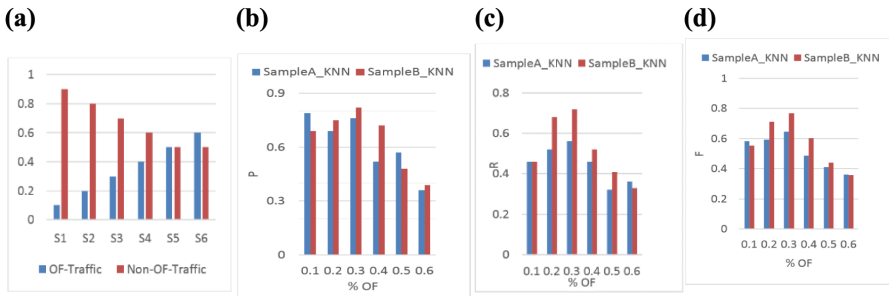 (a)
1
0.8
0.6
0.4
0.2
0
S1 S2 S3 S4 S5 S6
OF-Traffic Non-OF-Traffic
(b)
SampleA_KNN SampleB_KNN
0.9
0.6
0.3
0
P
0.1 0.2 0.3 0.4 0.5 0.6
% OF
(c)
SampleA_KNN SampleB_KNN
0.8
0.6
0.4
0.2
0
R
0.1 0.2 0.3 0.4 0.5 0.6
% OF
(d)
SampleA_KNN SampleB_KNN
1
0.8
0.6
0.4
0.2
0
F
0.1 0.2 0.3 0.4 0.5 0.6
% OF